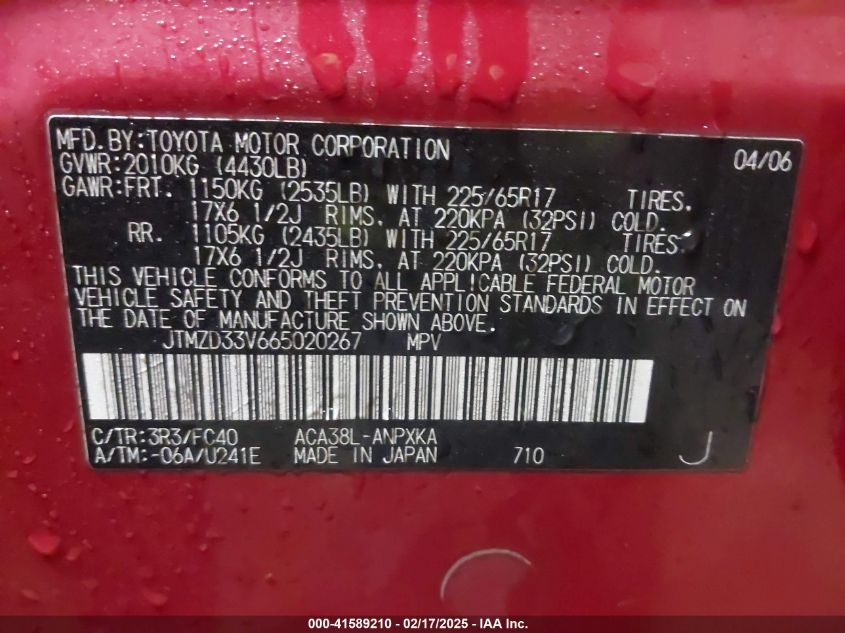 MFD. BY: TOYOTA MOTOR CORPORATION 04/06
GVWR: 2010KG (4430LB)
GAWR: FRT. 1150KG (2535LB) WITH 225/65R17 TIRES.
17X6 1/2J RIMS, AT 220KPA (32PSI) COLD.
RR. 1105KG (2435LB) WITH 225/65R17 TIRES.
17X6 1/2J RIMS, AT 220KPA (32PSI) COLD.
THIS VEHICLE CONFORMS TO ALL APPLICABLE FEDERAL MOTOR
VEHICLE SAFETY AND THEFT PREVENTION STANDARDS IN EFFECT ON
THE DATE OF MANUFACTURE SHOWN ABOVE.
JTMZD33V665020267 MPV
C/TR: 3R3/FC40 ACA38L-ANPXKA
A/TM: -06A/U241E MADE IN JAPAN 710 J
000-41589210 - 02/17/2025 - IAA Inc.